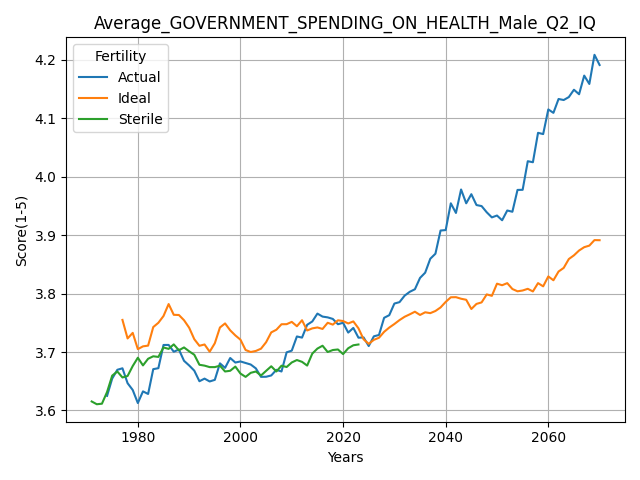 Average_GOVERNMENT_SPENDING_ON_HEALTH_Male_Q2_IQ
Fertility
Actual
Ideal
Sterile
Score(1-5)
4.2
4.1
4.0
3.9
3.8
3.7
3.6
1980 2000 2020 2040 2060
Years